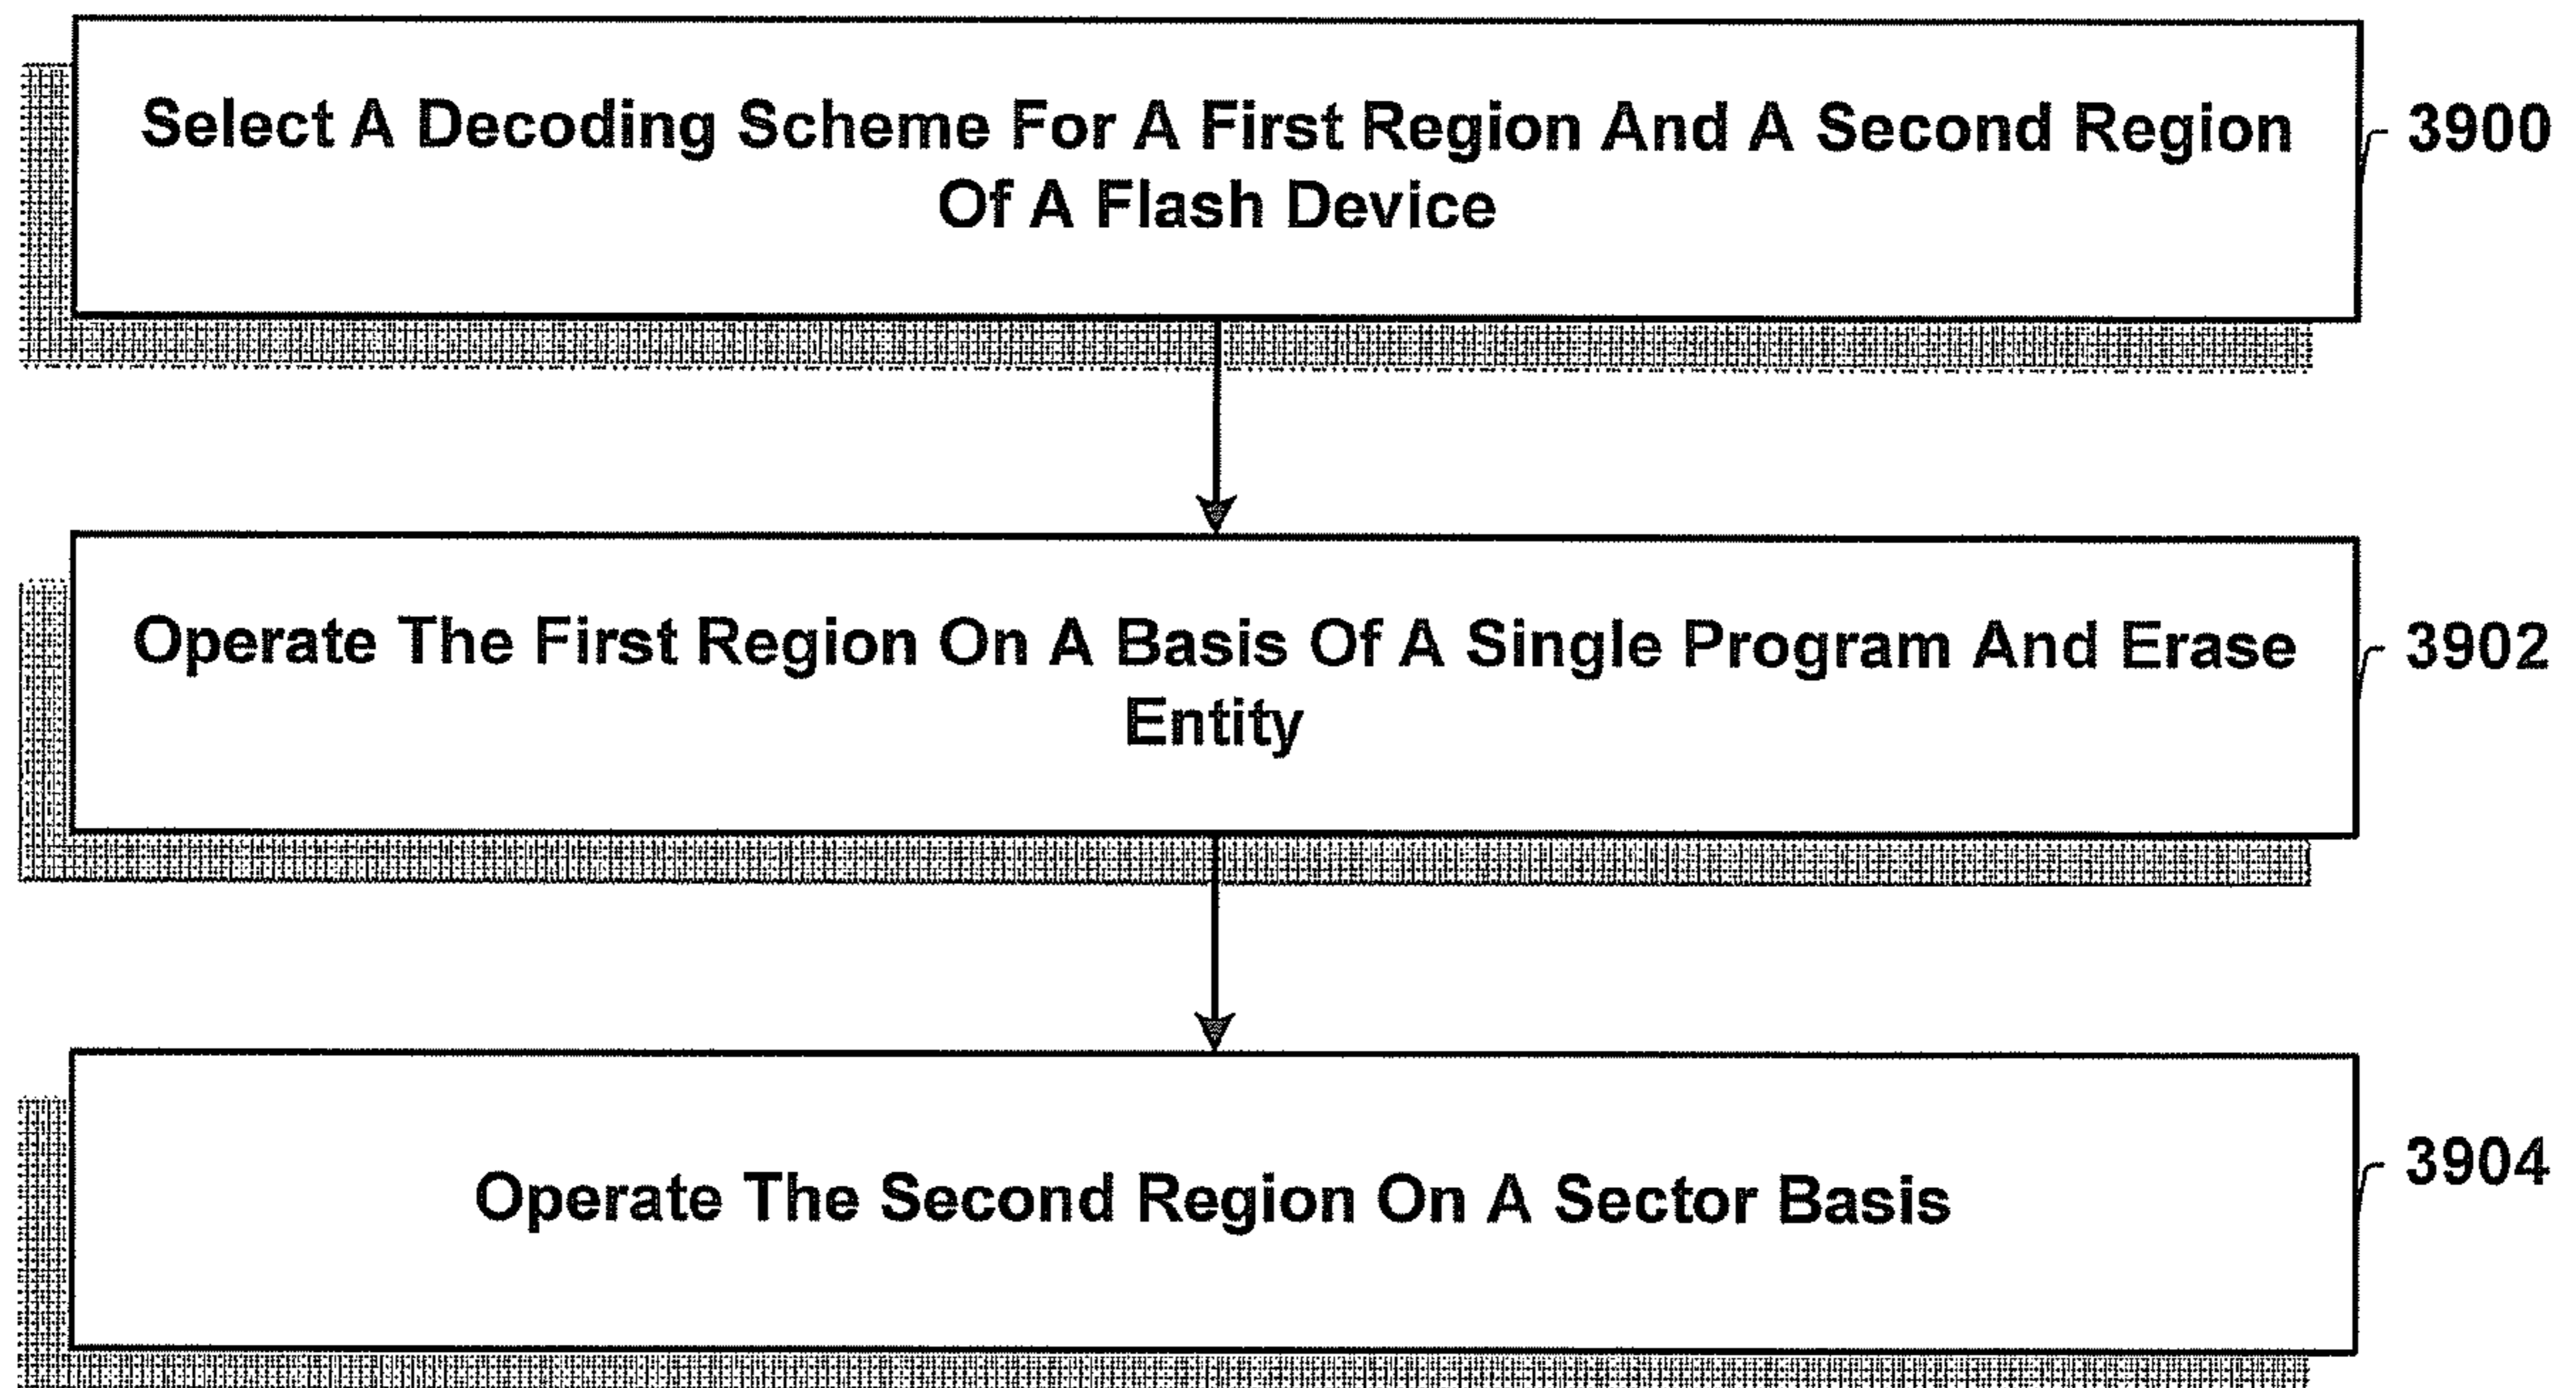 Select A Decoding Scheme For A First Region And A Second Region
Of A Flash Device
3900
Operate The First Region On A Basis Of A Single Program And Erase
Entity
3902
Operate The Second Region On A Sector Basis
3904